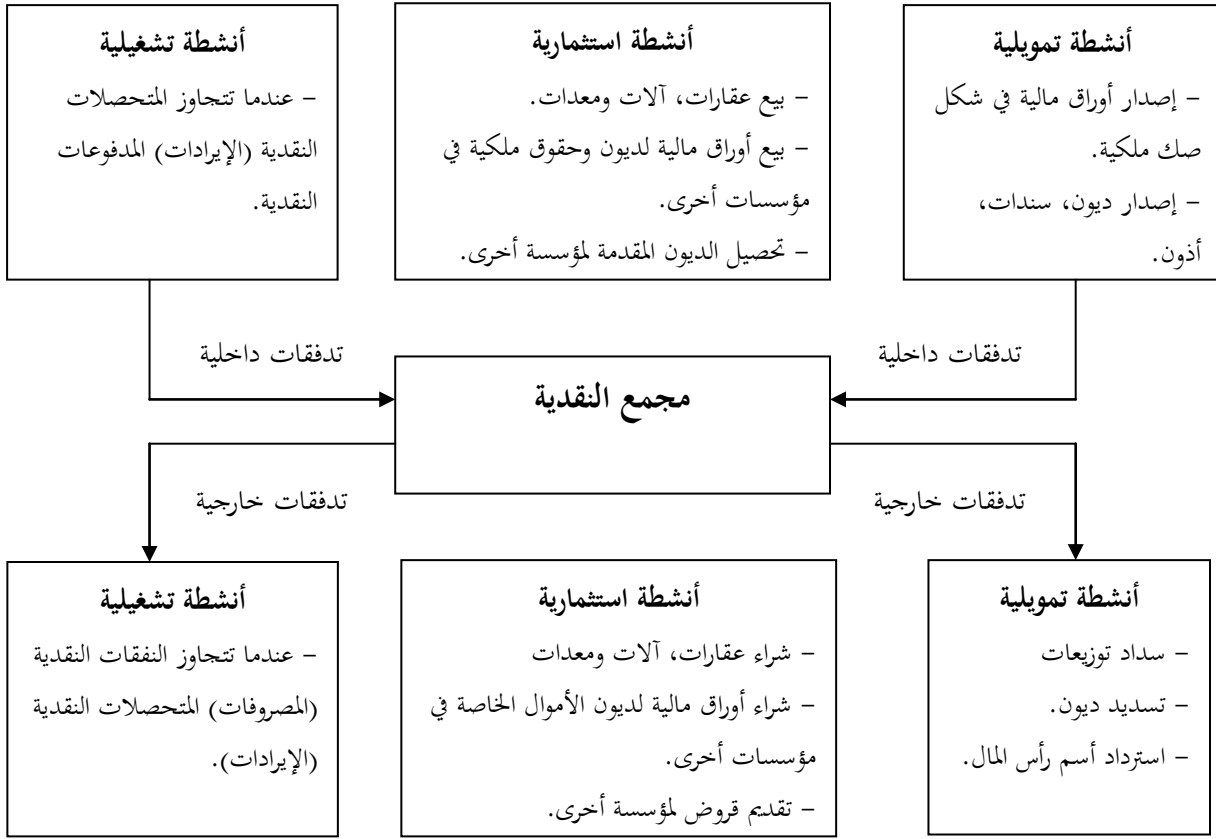 أنشطة تمويلية
– إصدار أوراق مالية في شكل
صك ملكية.
– إصدار ديون، سندات،
أذون.
أنشطة استثمارية
– بيع عقارات، آلات ومعدات.
– بيع أوراق مالية لديون وحقوق ملكية في
مؤسسات أخرى.
– تحصيل الديون المقدمة لمؤسسة أخرى.
أنشطة تشغيلية
– عندما تتجاوز المتحصلات
النقدية (الإيرادات) المدفوعات
النقدية.
تدفقات داخلية
تدفقات داخلية
مجمع النقدية
تدفقات خارجية
تدفقات خارجية
أنشطة تمويلية
– سداد توزيعات
– تسديد ديون.
– استرداد أسم رأس المال.
أنشطة استثمارية
– شراء عقارات، آلات ومعدات
– شراء أوراق مالية لديون الأموال الخاصة في
مؤسسات أخرى.
– تقديم قروض لمؤسسة أخرى.
أنشطة تشغيلية
– عندما تتجاوز النفقات النقدية
(المصروفات) المتحصلات النقدية
(الإيرادات).